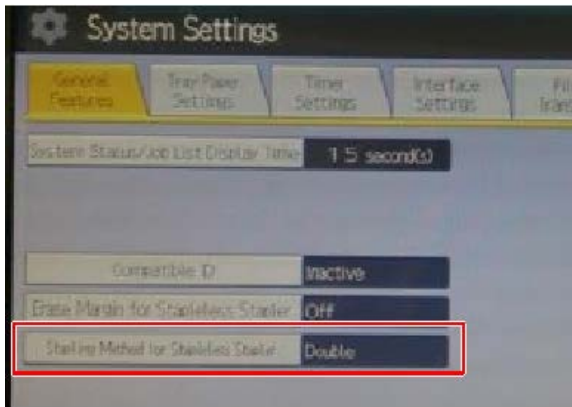 System Settings
General Features
Tray Paper Settings
Timer Settings
Interface Settings
System Status/Job List Display Time
15 second(s)
Compatible ID
Inactive
Erase Margin for Stapleless Stapler
Off
Stapling Method for Stapleless Stapler
Double